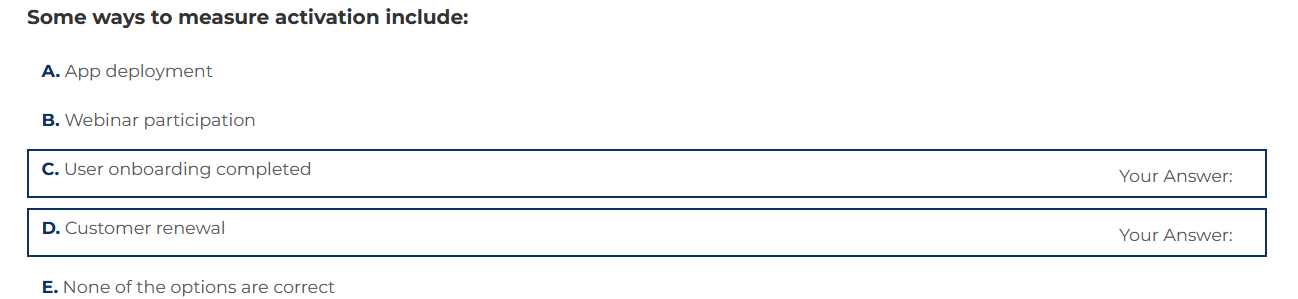 Some ways to measure activation include:
A. App deployment
B. Webinar participation
C. User onboarding completed
Your Answer:
D. Customer renewal
Your Answer:
E. None of the options are correct